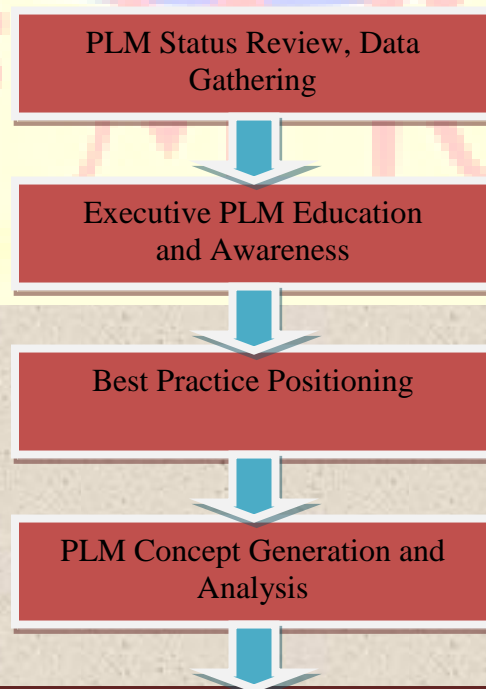 PLM Status Review, Data
Gathering
Executive PLM Education
and Awareness
Best Practice Positioning
PLM Concept Generation and
Analysis